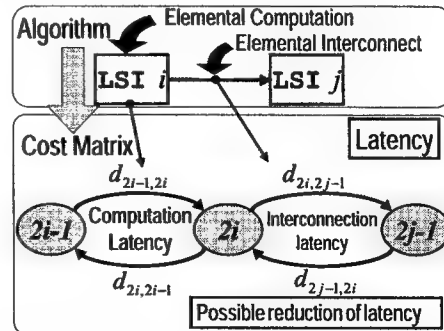 Algorithm
Elemental Computation
Elemental Interconnect
LSI i
LSI j
Cost Matrix
Latency
d2i-1,2i
d2i,2j-1
2i-1
Computation Latency
2i
Interconnection latency
2j-1
d2i,2i-1
d2j-1,2i
Possible reduction of latency